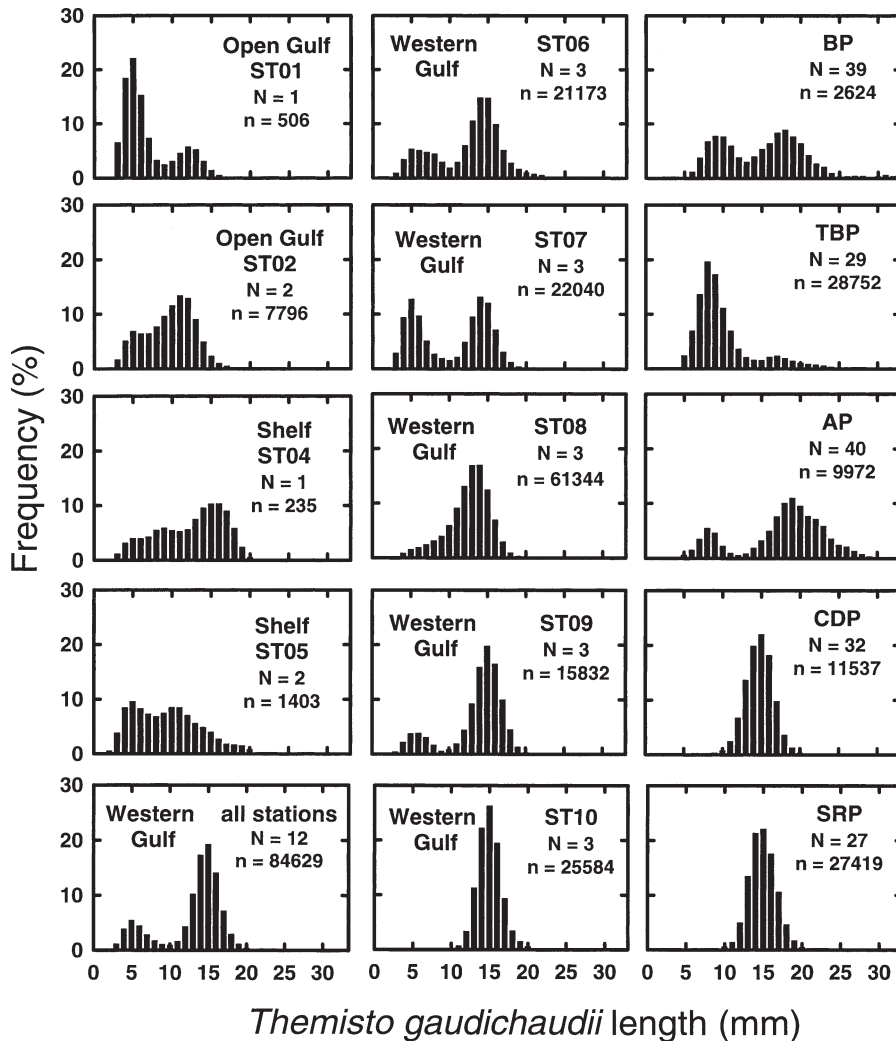 30
20
10
0
Open Gulf
ST01
N = 1
n = 506
Western
Gulf
ST06
N = 3
n = 21173
BP
N = 39
n = 2624
30
20
10
0
Open Gulf
ST02
N = 2
n = 7796
Western
Gulf
ST07
N = 3
n = 22040
TBP
N = 29
n = 28752
30
20
10
0
Shelf
ST04
N = 1
n = 235
Western
Gulf
ST08
N = 3
n = 61344
AP
N = 40
n = 9972
30
20
10
0
Shelf
ST05
N = 2
n = 1403
Western
Gulf
ST09
N = 3
n = 15832
CDP
N = 32
n = 11537
30
20
10
0
Western
Gulf
all stations
N = 12
n = 84629
Western
Gulf
ST10
N = 3
n = 25584
SRP
N = 27
n = 27419
0 5 10 15 20 25 30
0 5 10 15 20 25 30
0 5 10 15 20 25 30
Frequency (%)
Themisto gaudichaudii length (mm)